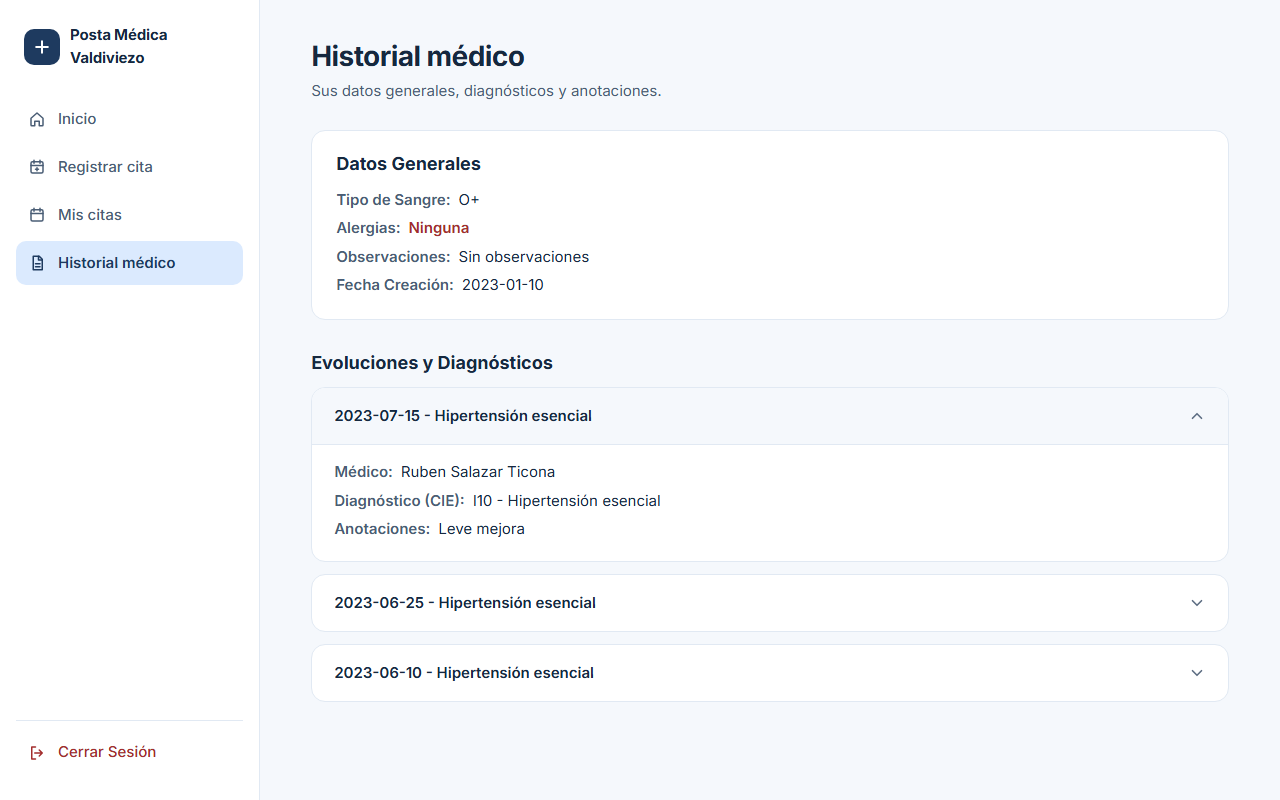 Posta Médica
Valdiviezo
Inicio
Registrar cita
Mis citas
Historial médico
Cerrar Sesión
Historial médico
Sus datos generales, diagnósticos y anotaciones.
Datos Generales
Tipo de Sangre: O+
Alergias: Ninguna
Observaciones: Sin observaciones
Fecha Creación: 2023-01-10
Evoluciones y Diagnósticos
2023-07-15 - Hipertensión esencial
Médico: Ruben Salazar Ticona
Diagnóstico (CIE): I10 - Hipertensión esencial
Anotaciones: Leve mejora
2023-06-25 - Hipertensión esencial
2023-06-10 - Hipertensión esencial